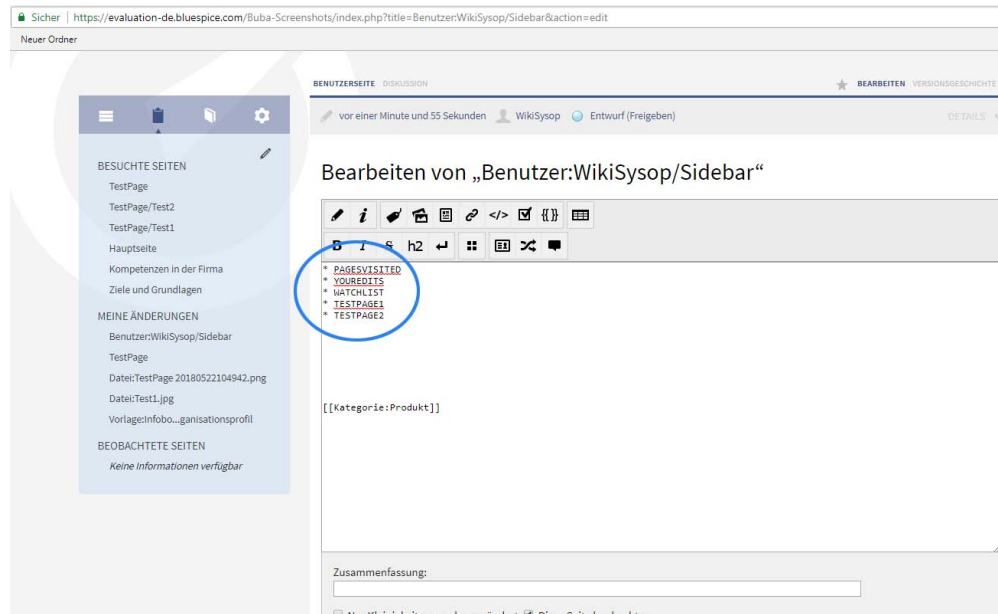 Sicher | https://evaluation-de.bluespice.com/Buba-Screenshots/index.php?title=Benutzer:WikiSysop/Sidebar&action=edit
Neuer Ordner
BENUTZERSEITE DISKUSSION
BEARBEITEN VERSIONSGESCHICHTE
vor einer Minute und 55 Sekunden WikiSysop Entwurf (Freigeben)
DETAILS
BESUCHTE SEITEN
TestPage
TestPage/Test2
TestPage/Test1
Hauptseite
Kompetenzen in der Firma
Ziele und Grundlagen
MEINE ÄNDERUNGEN
Benutzer:WikiSysop/Sidebar
TestPage
Datei:TestPage 20180522104942.png
Datei:Test1.jpg
Vorlage:Infobo...ganisationsprofil
BEOBACHTETE SEITEN
Keine Informationen verfügbar
Bearbeiten von „Benutzer:WikiSysop/Sidebar“
B I S h2
* PAGESVISITED
* YOUREDITS
* WATCHLIST
* TESTPAGE1
* TESTPAGE2
[[Kategorie:Produkt]]
Zusammenfassung: